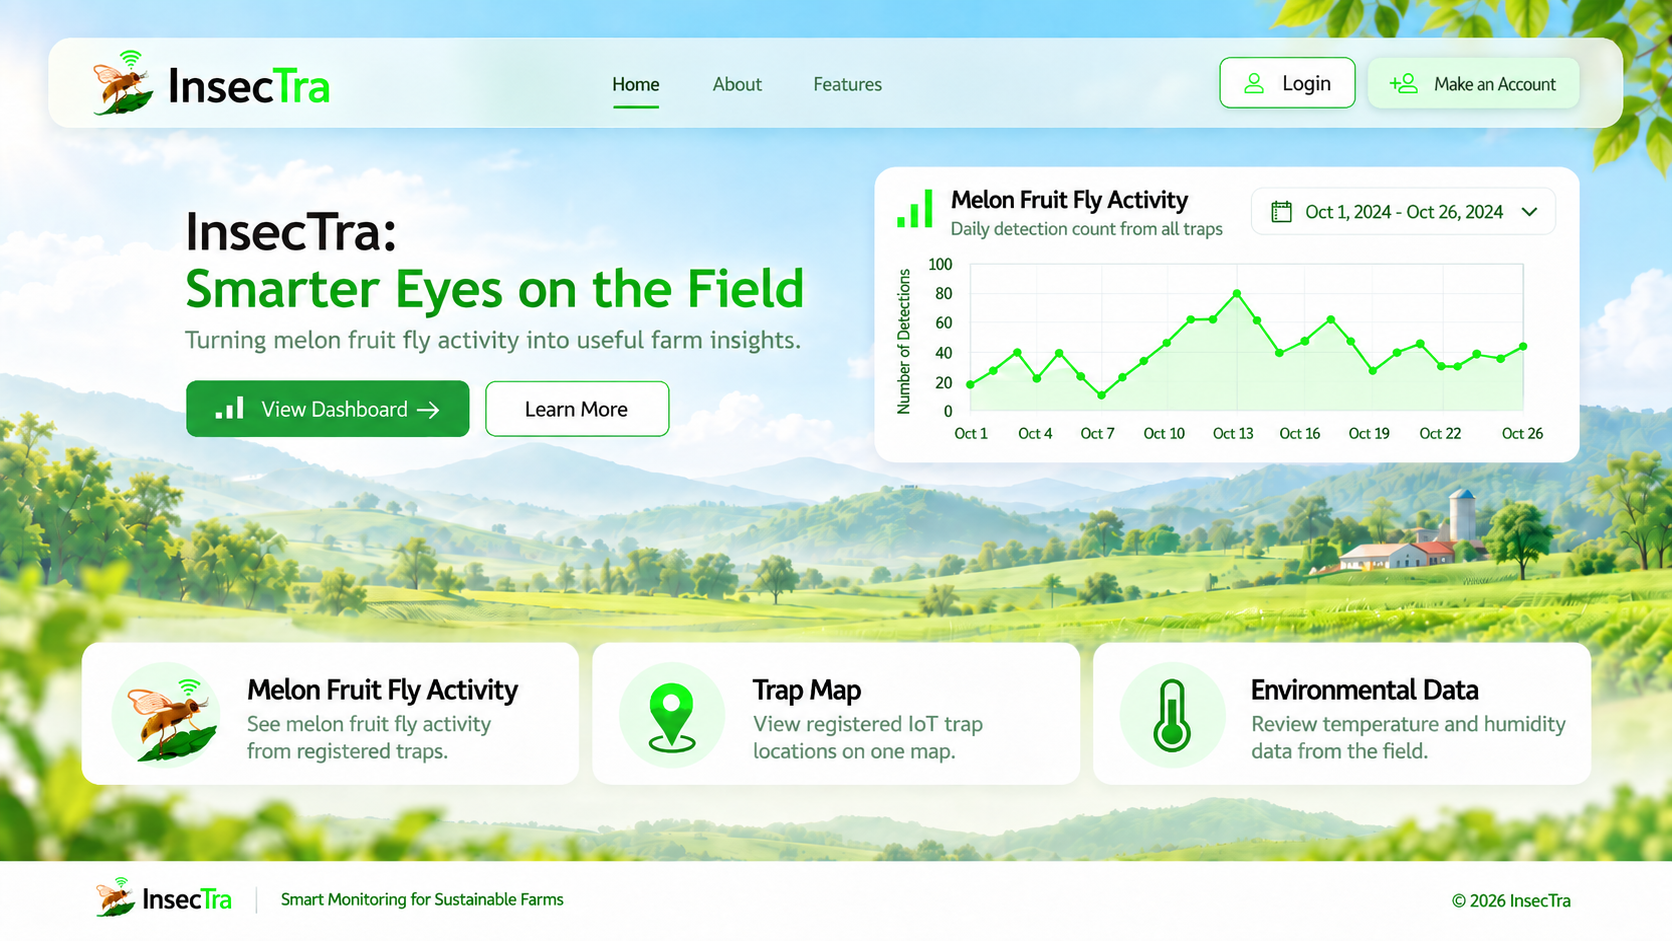 InsecTra
Home
About
Features
Login
Make an Account
InsecTra:
Smarter Eyes on the Field
Turning melon fruit fly activity into useful farm insights.
View Dashboard →
Learn More
Melon Fruit Fly Activity
Daily detection count from all traps
Oct 1, 2024 - Oct 26, 2024
Number of Detections
100
80
60
40
20
0
Oct 1
Oct 4
Oct 7
Oct 10
Oct 13
Oct 16
Oct 19
Oct 22
Oct 26
Melon Fruit Fly Activity
See melon fruit fly activity
from registered traps.
Trap Map
View registered IoT trap
locations on one map.
Environmental Data
Review temperature and humidity
data from the field.
InsecTra
Smart Monitoring for Sustainable Farms
© 2026 InsecTra